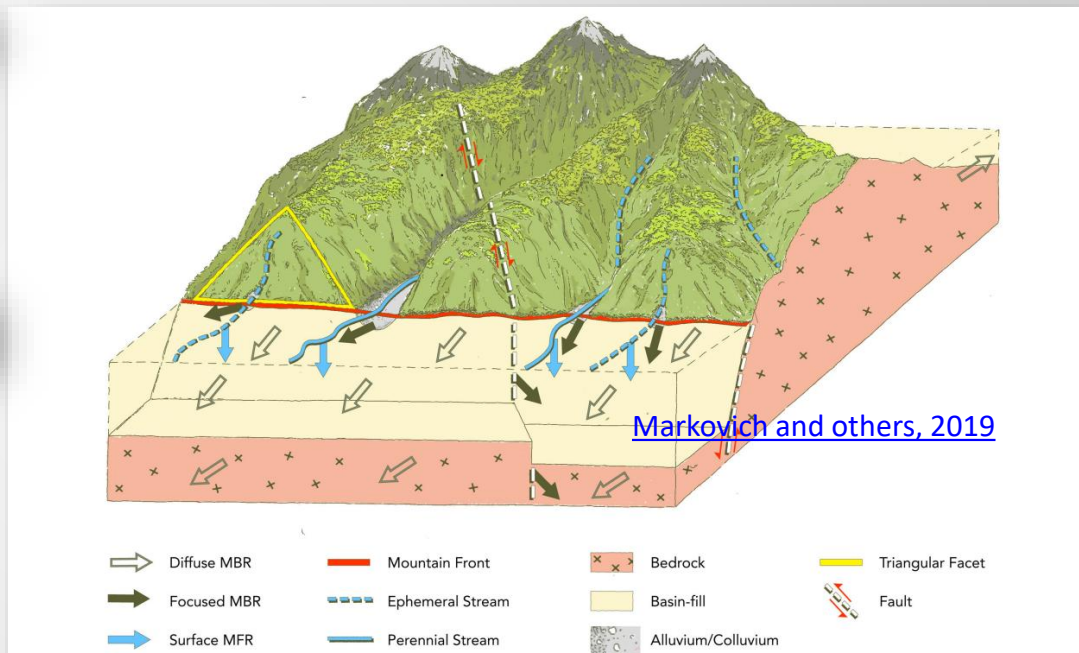 Markovich and others, 2019
Diffuse MBR
Mountain Front
Bedrock
Triangular Facet
Focused MBR
Ephemeral Stream
Basin-fill
Fault
Surface MFR
Perennial Stream
Alluvium/Colluvium